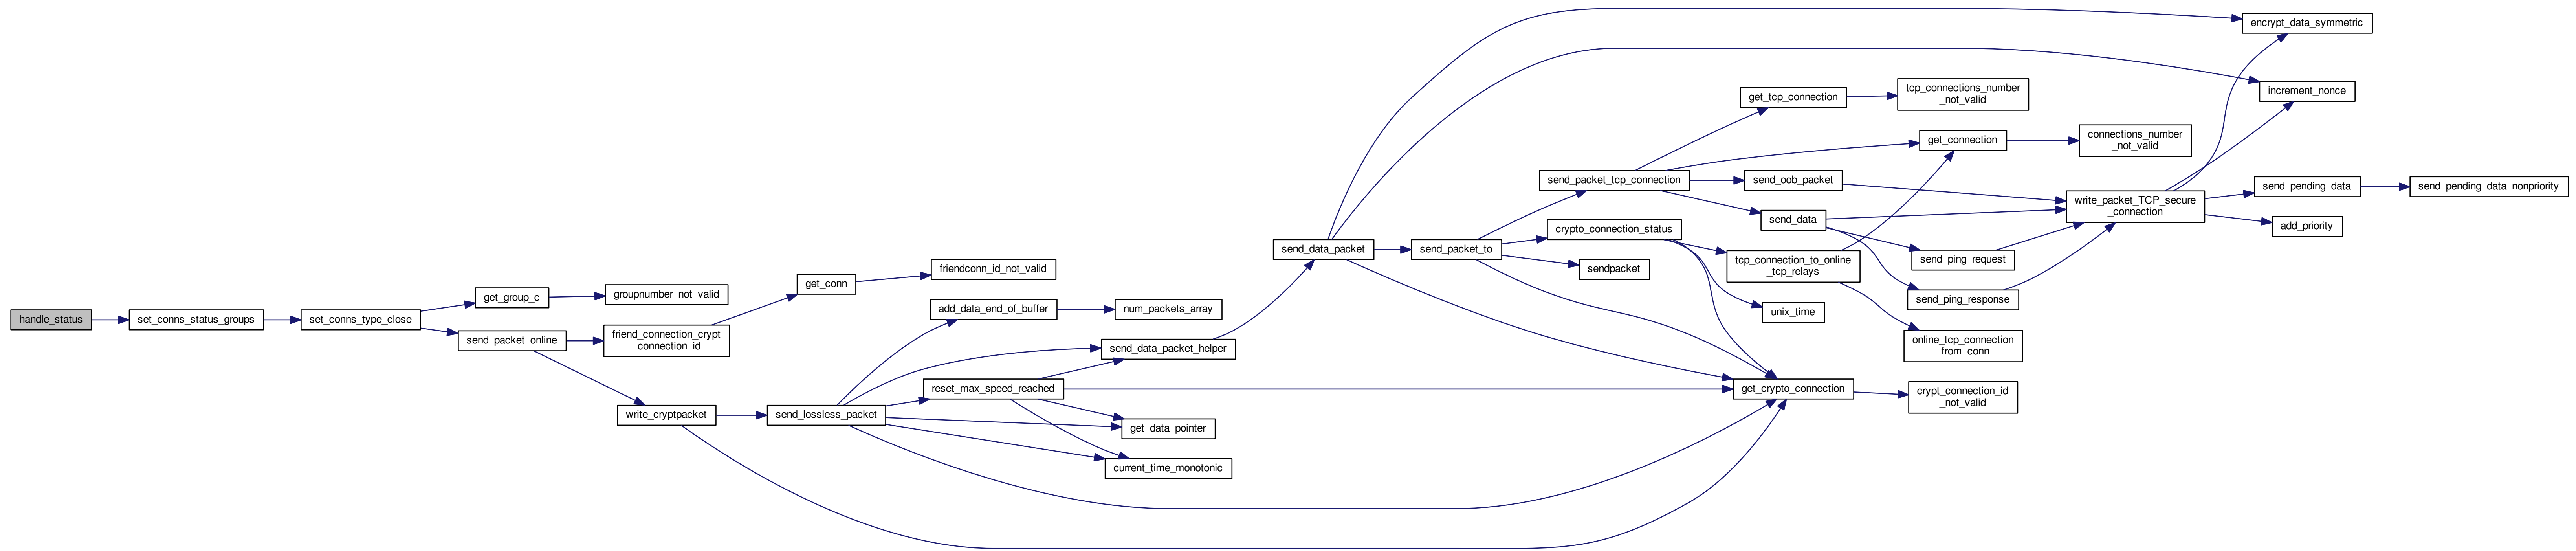 handle_status
set_conns_status_groups
set_conns_type_close
get_group_c
send_packet_online
groupnumber_not_valid
friend_connection_crypt
_connection_id
write_cryptpacket
get_conn
send_lossless_packet
friendconn_id_not_valid
add_data_end_of_buffer
reset_max_speed_reached
num_packets_array
send_data_packet_helper
get_data_pointer
current_time_monotonic
send_data_packet
send_packet_to
send_packet_tcp_connection
crypto_connection_status
sendpacket
get_tcp_connection
send_oob_packet
send_data
tcp_connection_to_online
_tcp_relays
unix_time
get_crypto_connection
tcp_connections_number
_not_valid
get_connection
send_ping_request
send_ping_response
online_tcp_connection
_from_conn
crypt_connection_id
_not_valid
connections_number
_not_valid
write_packet_TCP_secure
_connection
encrypt_data_symmetric
increment_nonce
send_pending_data
add_priority
send_pending_data_nonpriority